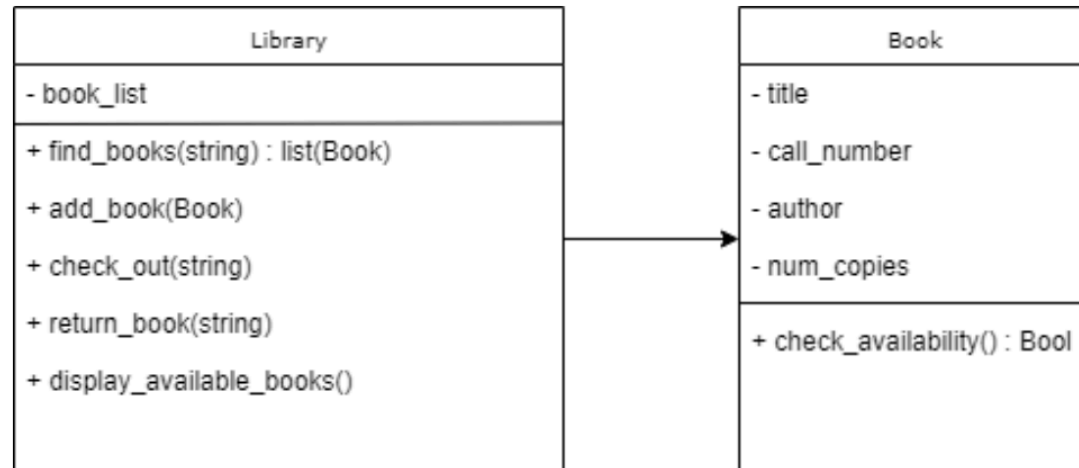 Library
- book_list
+ find_books(string) : list(Book)
+ add_book(Book)
+ check_out(string)
+ return_book(string)
+ display_available_books()
Book
- title
- call_number
- author
- num_copies
+ check_availability() : Bool